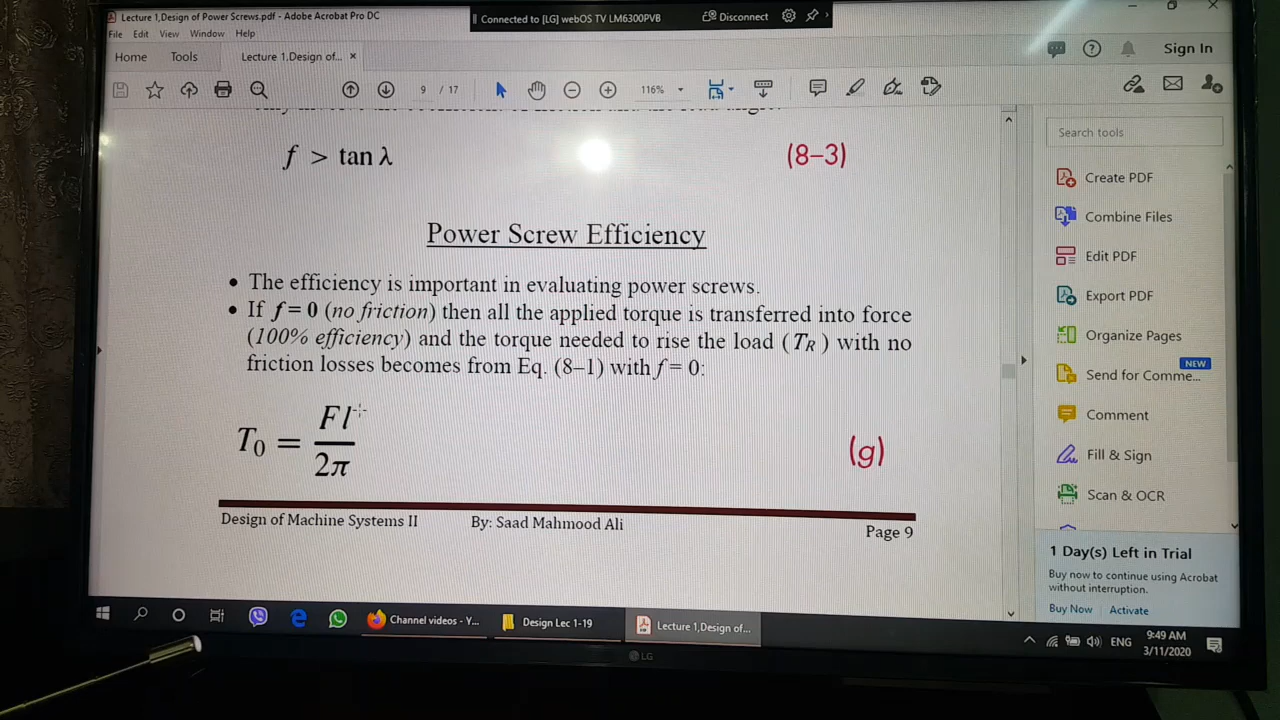 Lecture 1,Design of Power Screws.pdf - Adobe Acrobat Pro DC
Connected to [LG] webOS TV LM6300PVB
Disconnect
File Edit View Window Help
Home Tools Lecture 1,Design of... ×
Sign In
9 / 17
116%
f > tan λ
(8–3)
Search tools
Create PDF
Combine Files
Edit PDF
Export PDF
Organize Pages
NEW
Send for Comme...
Comment
Fill & Sign
Scan & OCR
Power Screw Efficiency
• The efficiency is important in evaluating power screws.
• If f = 0 (no friction) then all the applied torque is transferred into force
(100% efficiency) and the torque needed to rise the load (TR) with no
friction losses becomes from Eq. (8–1) with f = 0:
T0 = Fl / 2π
(g)
Design of Machine Systems II By: Saad Mahmood Ali
Page 9
1 Day(s) Left in Trial
Buy now to continue using Acrobat
without interruption.
Buy Now Activate
Channel videos - Y...
Design Lec 1-19
Lecture 1,Design of...
ENG
9:49 AM
3/11/2020
LG